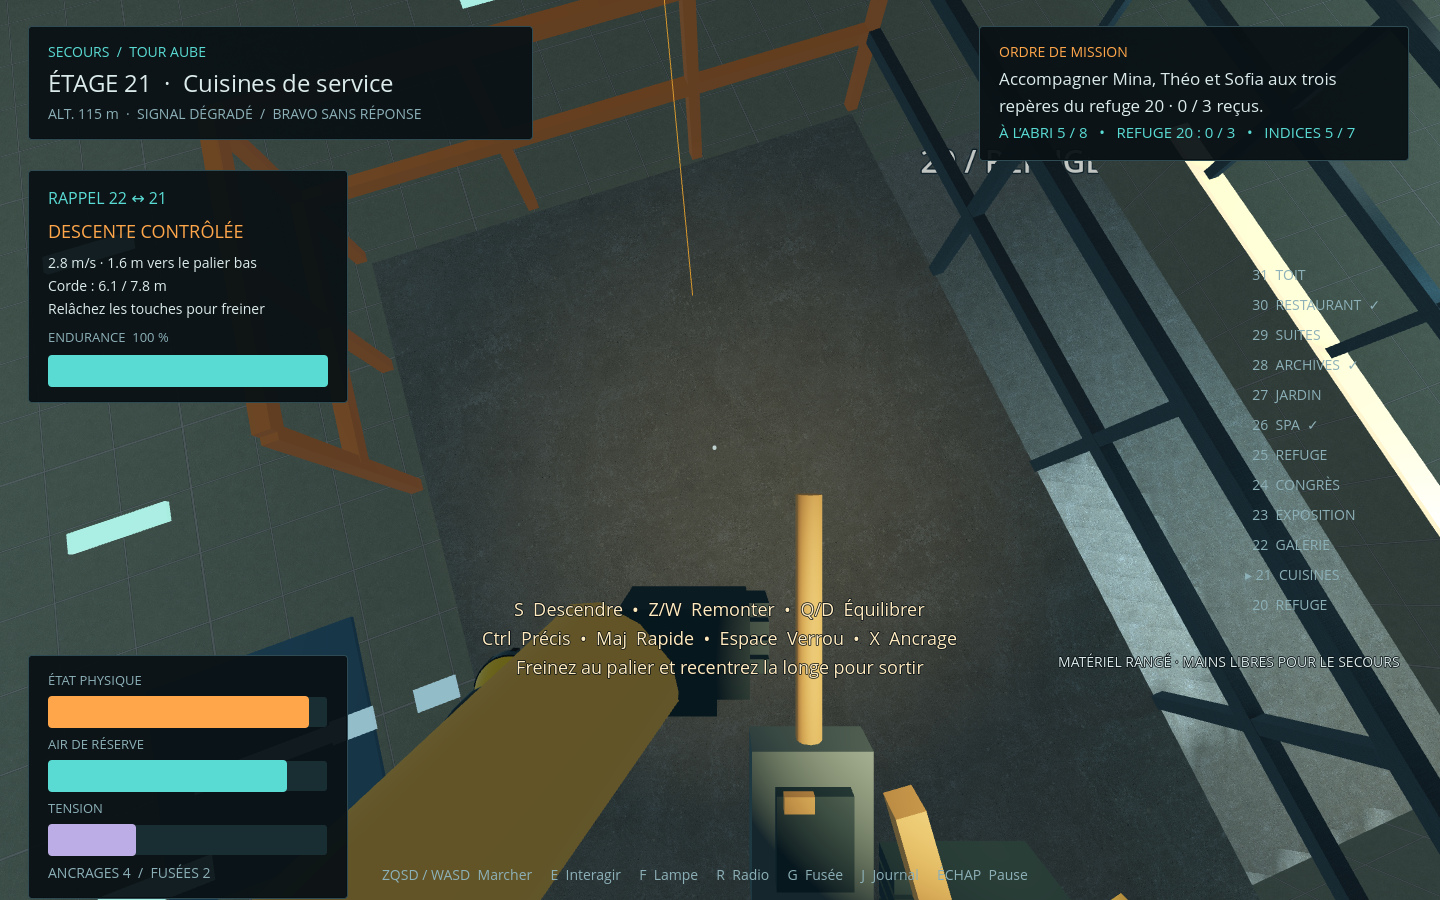 SECOURS / TOUR AUBE
ÉTAGE 21 · Cuisines de service
ALT. 115 m · SIGNAL DÉGRADÉ / BRAVO SANS RÉPONSE
ORDRE DE MISSION
Accompagner Mina, Théo et Sofia aux trois
repères du refuge 20 · 0 / 3 reçus.
À L'ABRI 5 / 8 • REFUGE 20 : 0 / 3 • INDICES 5 / 7
RAPPEL 22 ↔ 21
DESCENTE CONTRÔLÉE
2.8 m/s · 1.6 m vers le palier bas
Corde : 6.1 / 7.8 m
Relâchez les touches pour freiner
ENDURANCE 100 %
31 TOIT
30 RESTAURANT ✓
29 SUITES
28 ARCHIVES ✓
27 JARDIN
26 SPA ✓
25 REFUGE
24 CONGRÈS
23 EXPOSITION
22 GALERIE
▸ 21 CUISINES
20 REFUGE
S Descendre • Z/W Remonter • Q/D Équilibrer
Ctrl Précis • Maj Rapide • Espace Verrou • X Ancrage
Freinez au palier et recentrez la longe pour sortir
MATÉRIEL RANGÉ · MAINS LIBRES POUR LE SECOURS
ÉTAT PHYSIQUE
AIR DE RÉSERVE
TENSION
ANCRAGES 4 / FUSÉES 2
ZQSD / WASD Marcher E Interagir F Lampe R Radio G Fusée J Journal ÉCHAP Pause